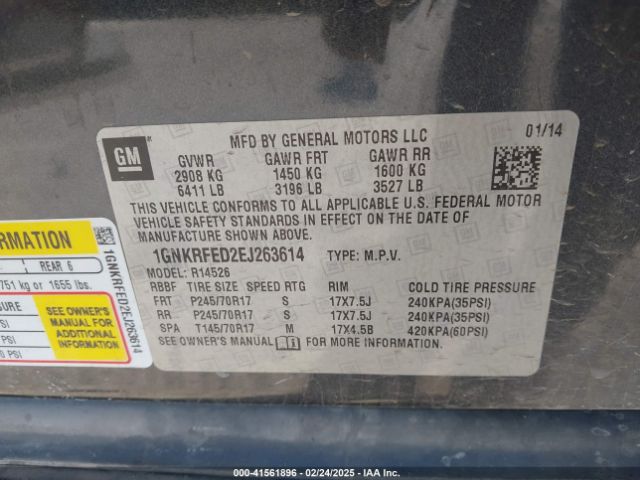 GM
MFD BY GENERAL MOTORS LLC 01/14
GVWR GAWR FRT GAWR RR
2908 KG 1450 KG 1600 KG
6411 LB 3196 LB 3527 LB
THIS VEHICLE CONFORMS TO ALL APPLICABLE U.S. FEDERAL MOTOR
VEHICLE SAFETY STANDARDS IN EFFECT ON THE DATE OF
MANUFACTURE SHOWN ABOVE.
1GNKRFED2EJ263614 TYPE: M.P.V.
MODEL: R14526
RBBF TIRE SIZE SPEED RTG RIM COLD TIRE PRESSURE
FRT P245/70R17 S 17X7.5J 240KPA(35PSI)
RR P245/70R17 S 17X7.5J 240KPA(35PSI)
SPA T145/70R17 M 17X4.5B 420KPA(60PSI)
SEE OWNER'S MANUAL FOR MORE INFORMATION.
REAR 6
751 kg or 1655 lbs.
SEE OWNER'S
MANUAL FOR
ADDITIONAL
INFORMATION
PSI
PSI
1GNKRFED2EJ263614
000-41561896 - 02/24/2025 - IAA Inc.